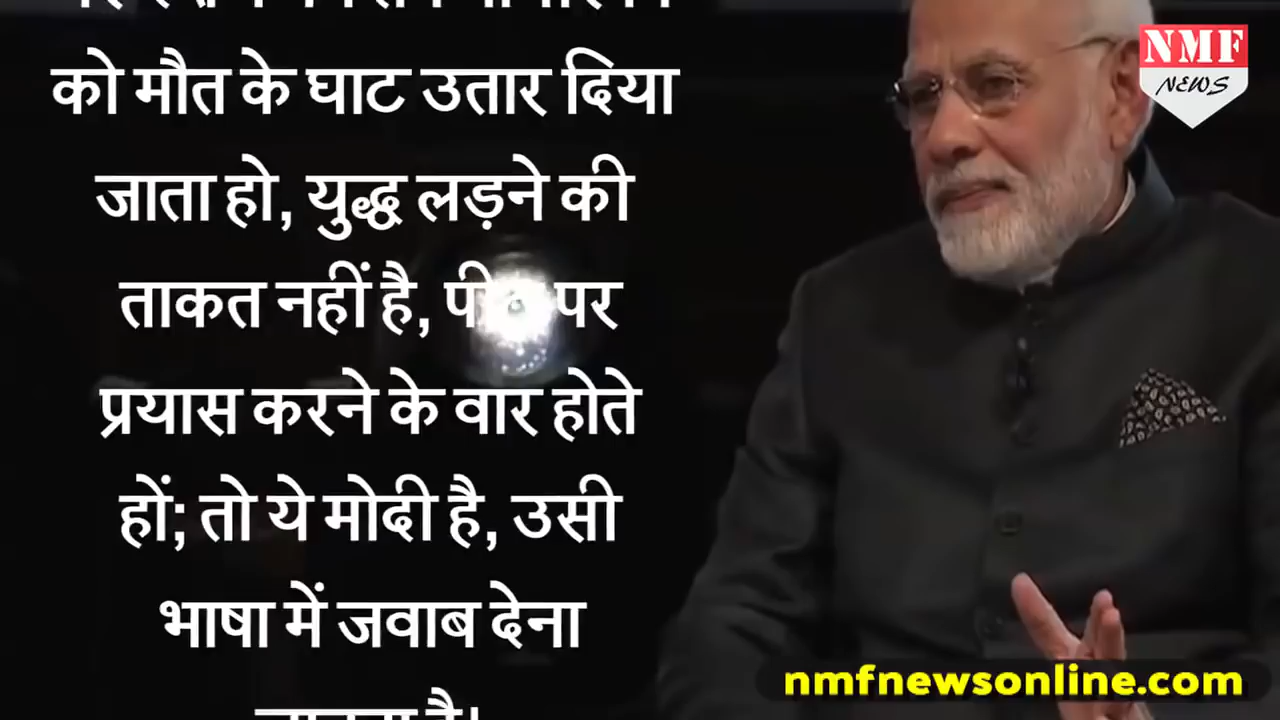 को मौत के घाट उतार दिया
जाता हो, युद्ध लड़ने की
ताकत नहीं है, पर
प्रयास करने के वार होते
हों; तो ये मोदी है, उसी
भाषा में जवाब देना
है।
NMF
NEWS
nmfnewsonline.com